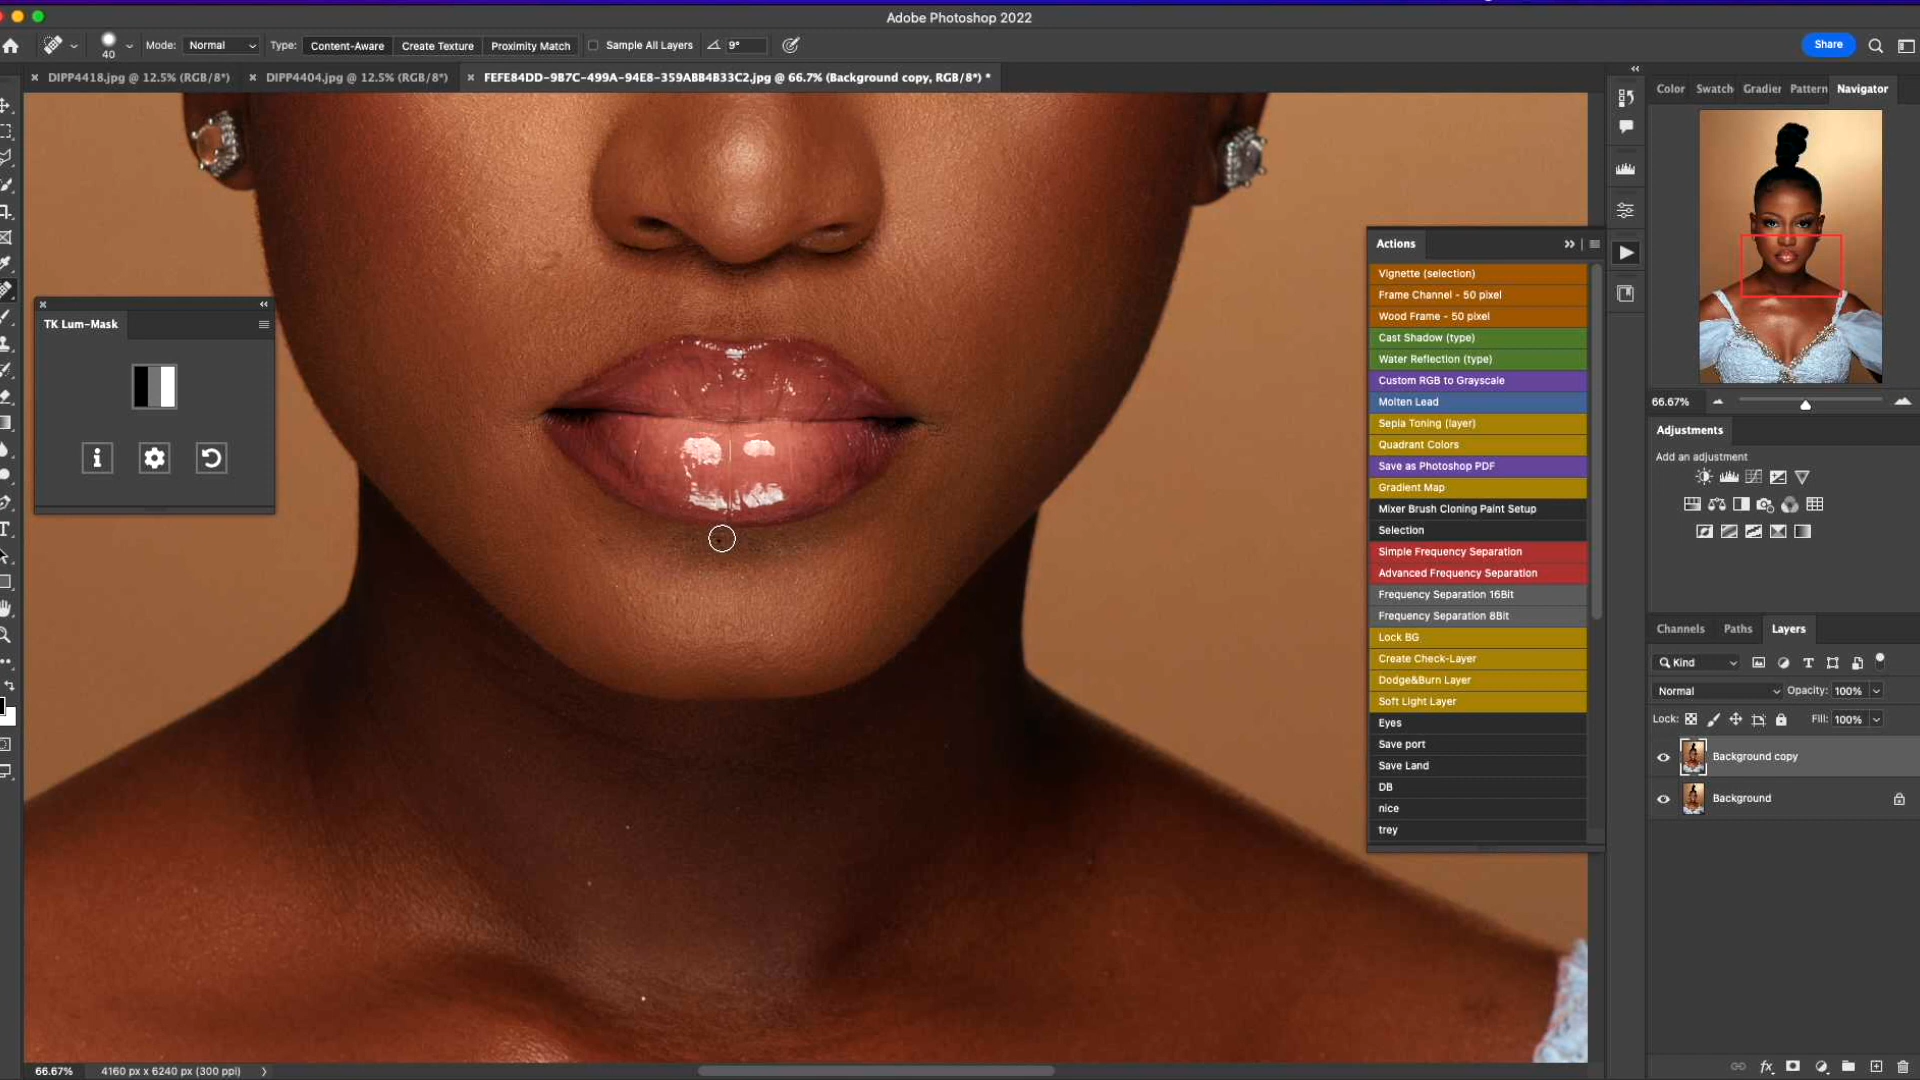 Adobe Photoshop 2022
40
Mode: Normal
Type: Content-Aware Create Texture Proximity Match
Sample All Layers
9°
Share
DIPP4418.jpg @ 12.5% (RGB/8*)
DIPP4404.jpg @ 12.5% (RGB/8*)
FEFE84DD-9B7C-499A-94E8-359ABB4B33C2.jpg @ 66.7% (Background copy, RGB/8*) *
Color Swatch Gradier Pattern Navigator
TK Lum-Mask
Actions
Vignette (selection)
Frame Channel - 50 pixel
Wood Frame - 50 pixel
Cast Shadow (type)
Water Reflection (type)
Custom RGB to Grayscale
Molten Lead
Sepia Toning (layer)
Quadrant Colors
Save as Photoshop PDF
Gradient Map
Mixer Brush Cloning Paint Setup
Selection
Simple Frequency Separation
Advanced Frequency Separation
Frequency Separation 16Bit
Frequency Separation 8Bit
Lock BG
Create Check-Layer
Dodge&Burn Layer
Soft Light Layer
Eyes
Save port
Save Land
DB
nice
trey
66.67%
Adjustments
Add an adjustment
Channels Paths Layers
Kind
Normal
Opacity: 100%
Lock:
Fill: 100%
Background copy
Background
66.67%
4160 px x 6240 px (300 ppi)